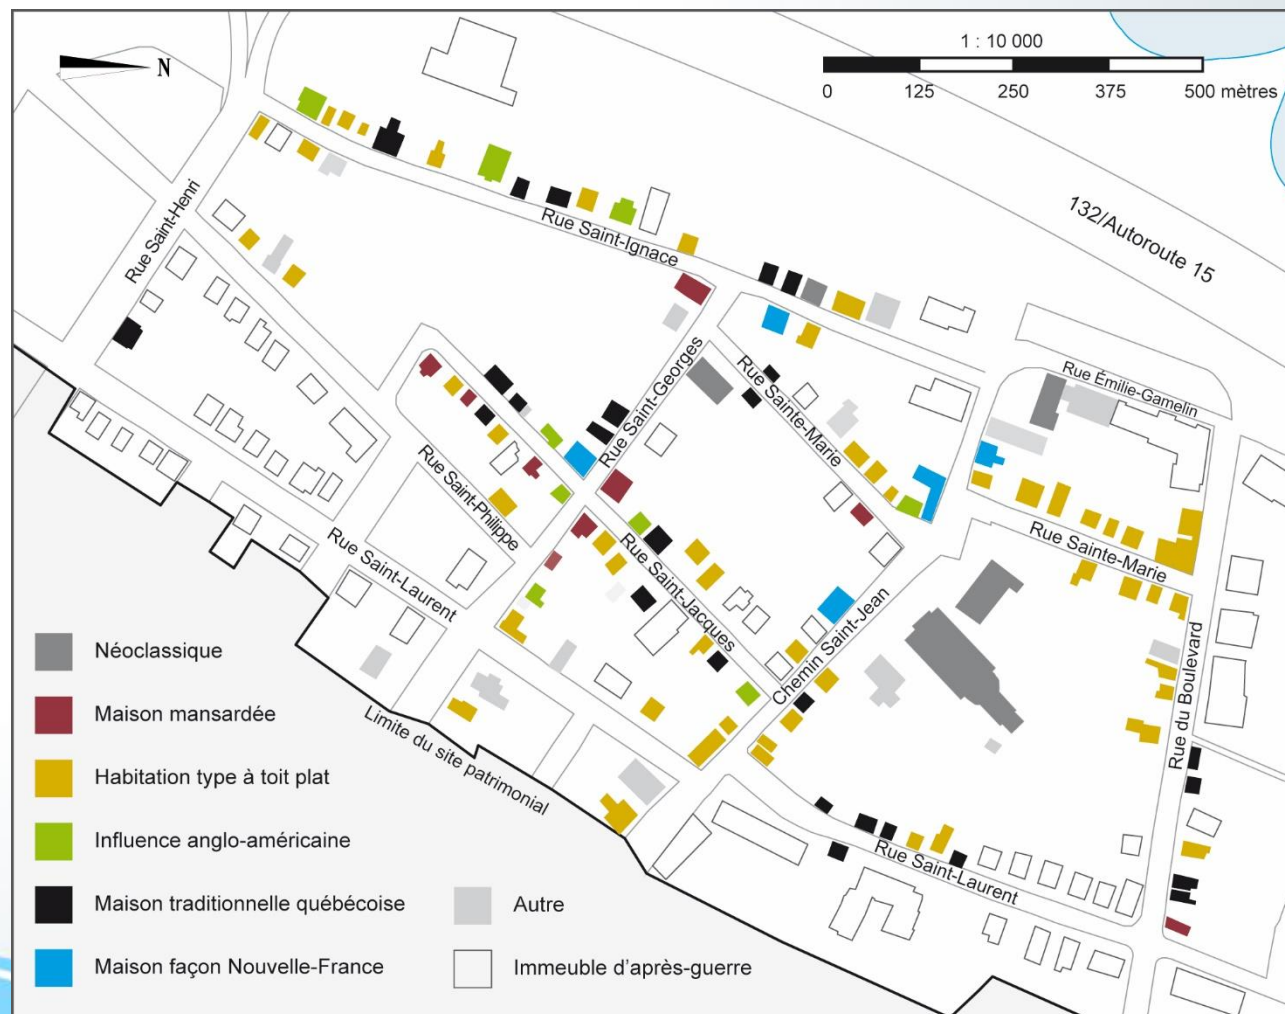 1 : 10 000
0 125 250 375 500 mètres
N
132/Autoroute 15
Rue Saint-Henri
Rue Saint-Ignace
Rue Saint-Georges
Rue Sainte-Marie
Rue Émilie-Gamelin
Rue Saint-Philippe
Rue Sainte-Marie
Rue Saint-Laurent
Rue Saint-Jacques
Chemin Saint-Jean
Rue du Boulevard
Limite du site patrimonial
Rue Saint-Laurent
Néoclassique
Maison mansardée
Habitation type à toit plat
Influence anglo-américaine
Maison traditionnelle québécoise
Maison façon Nouvelle-France
Autre
Immeuble d'après-guerre